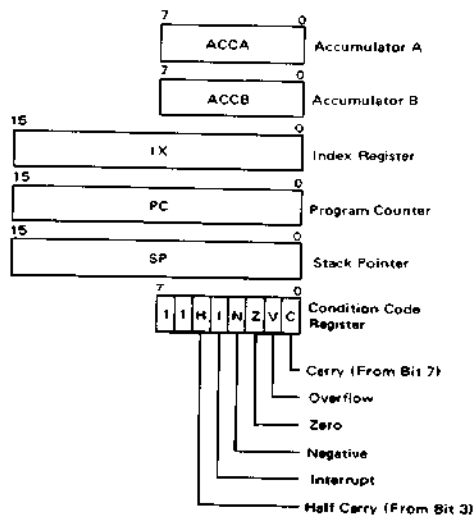 7 0
ACCA Accumulator A
7 0
ACCB Accumulator B
15 0
IX Index Register
15 0
PC Program Counter
15 0
SP Stack Pointer
7 0
1 1 H I N Z V C Condition Code
Register
Carry (From Bit 7)
Overflow
Zero
Negative
Interrupt
Half Carry (From Bit 3)